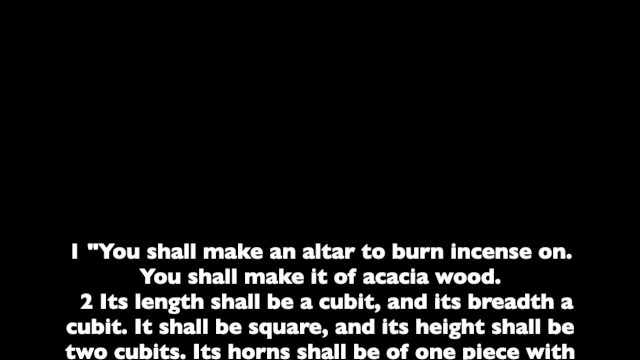 1 "You shall make an altar to burn incense on.
You shall make it of acacia wood.
2 Its length shall be a cubit, and its breadth a
cubit. It shall be square, and its height shall be
two cubits. Its horns shall be of one piece with